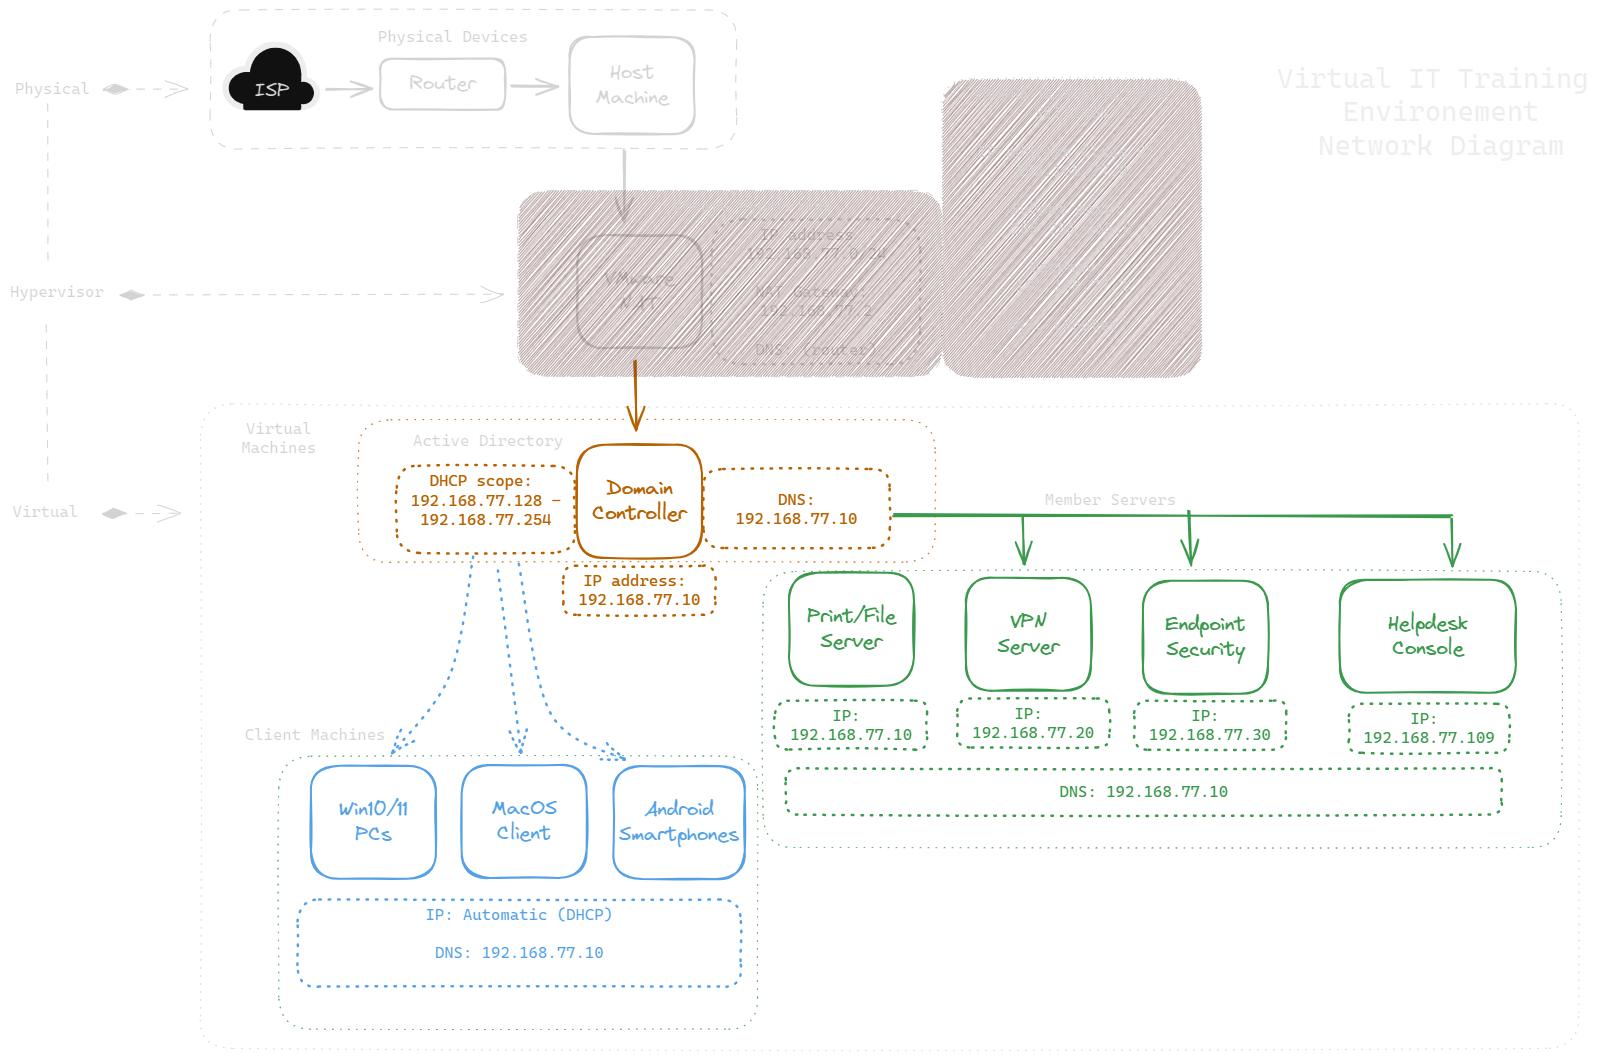 Physical Devices
ISP
Router
Host
Machine
Physical
Virtual IT Training
Environement
Network Diagram
IP address
192.168.77.0/24
VMware
NAT
NAT Gateway:
192.168.77.2
DNS: (router)
Hypervisor
Virtual
Machines
Active Directory
DHCP scope:
192.168.77.128 -
192.168.77.254
Domain
Controller
DNS:
192.168.77.10
IP address:
192.168.77.10
Virtual
Member Servers
Print/File
Server
VPN
Server
Endpoint
Security
Helpdesk
Console
IP:
192.168.77.10
IP:
192.168.77.20
IP:
192.168.77.30
IP:
192.168.77.109
DNS: 192.168.77.10
Client Machines
Win10/11
PCs
MacOS
Client
Android
Smartphones
IP: Automatic (DHCP)
DNS: 192.168.77.10